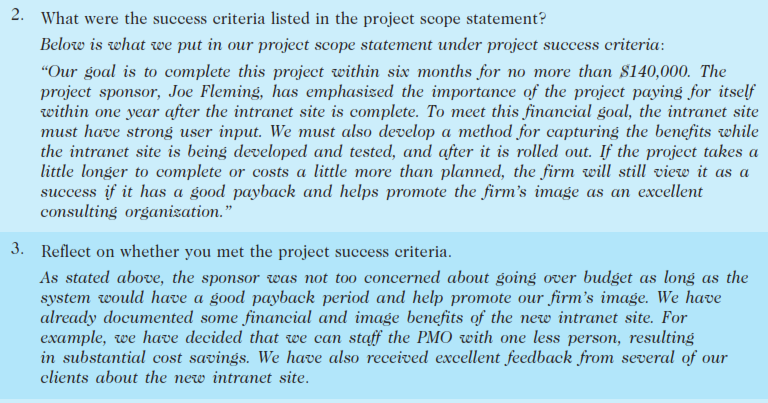 2. What were the success criteria listed in the project scope statement?
Below is what we put in our project scope statement under project success criteria:
“Our goal is to complete this project within six months for no more than $140,000. The
project sponsor, Joe Fleming, has emphasized the importance of the project paying for itself
within one year after the intranet site is complete. To meet this financial goal, the intranet site
must have strong user input. We must also develop a method for capturing the benefits while
the intranet site is being developed and tested, and after it is rolled out. If the project takes a
little longer to complete or costs a little more than planned, the firm will still view it as a
success if it has a good payback and helps promote the firm’s image as an excellent
consulting organization.”
3. Reflect on whether you met the project success criteria.
As stated above, the sponsor was not too concerned about going over budget as long as the
system would have a good payback period and help promote our firm’s image. We have
already documented some financial and image benefits of the new intranet site. For
example, we have decided that we can staff the PMO with one less person, resulting
in substantial cost savings. We have also received excellent feedback from several of our
clients about the new intranet site.